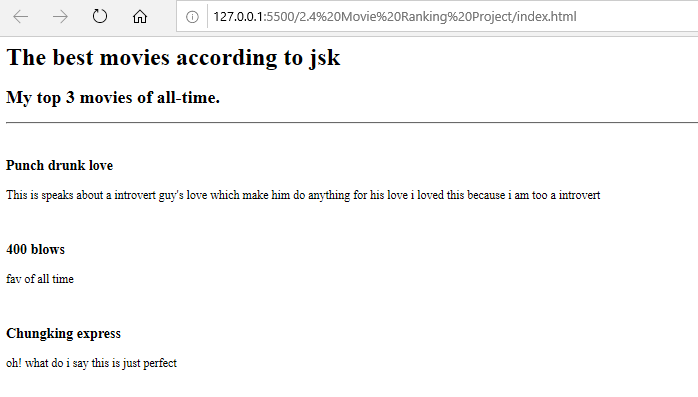 127.0.0.1:5500/2.4%20Movie%20Ranking%20Project/index.html
The best movies according to jsk
My top 3 movies of all-time.
Punch drunk love
This is speaks about a introvert guy's love which make him do anything for his love i loved this because i am too a introvert
400 blows
fav of all time
Chungking express
oh! what do i say this is just perfect